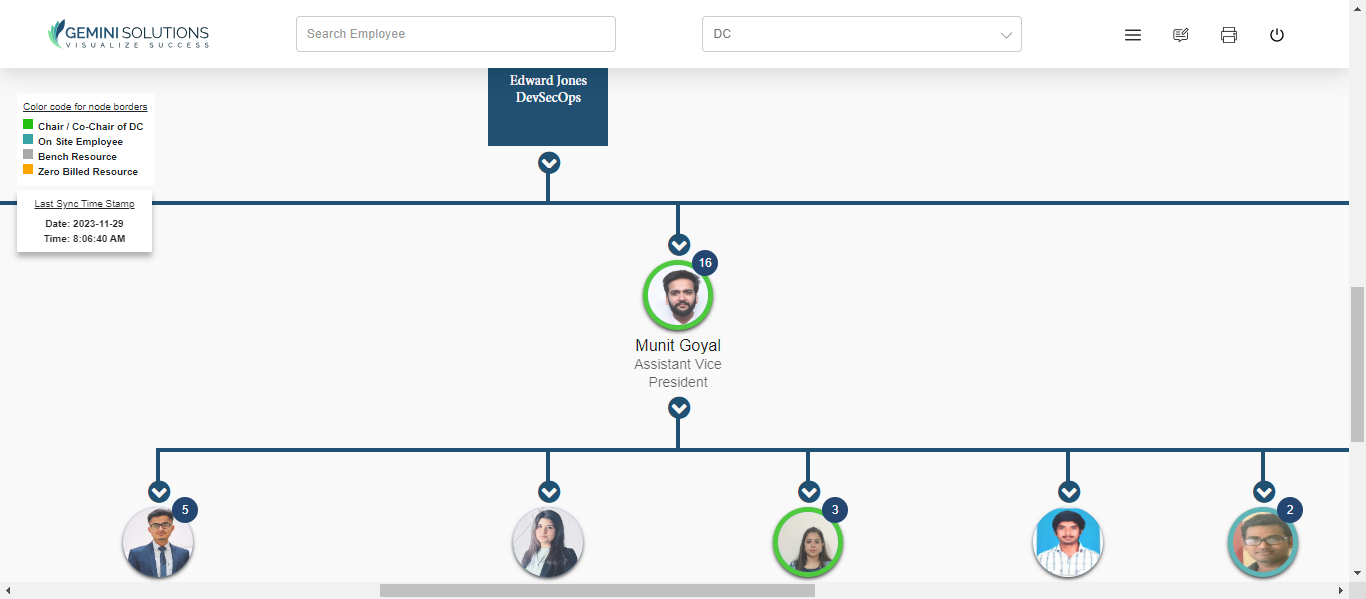 GEMINI SOLUTIONS
VISUALIZE SUCCESS
Search Employee
DC
Edward Jones
DevSecOps
Color code for node borders
Chair / Co-Chair of DC
On Site Employee
Bench Resource
Zero Billed Resource
Last Sync Time Stamp
Date: 2023-11-29
Time: 8:06:40 AM
16
Munit Goyal
Assistant Vice
President
5
3
2